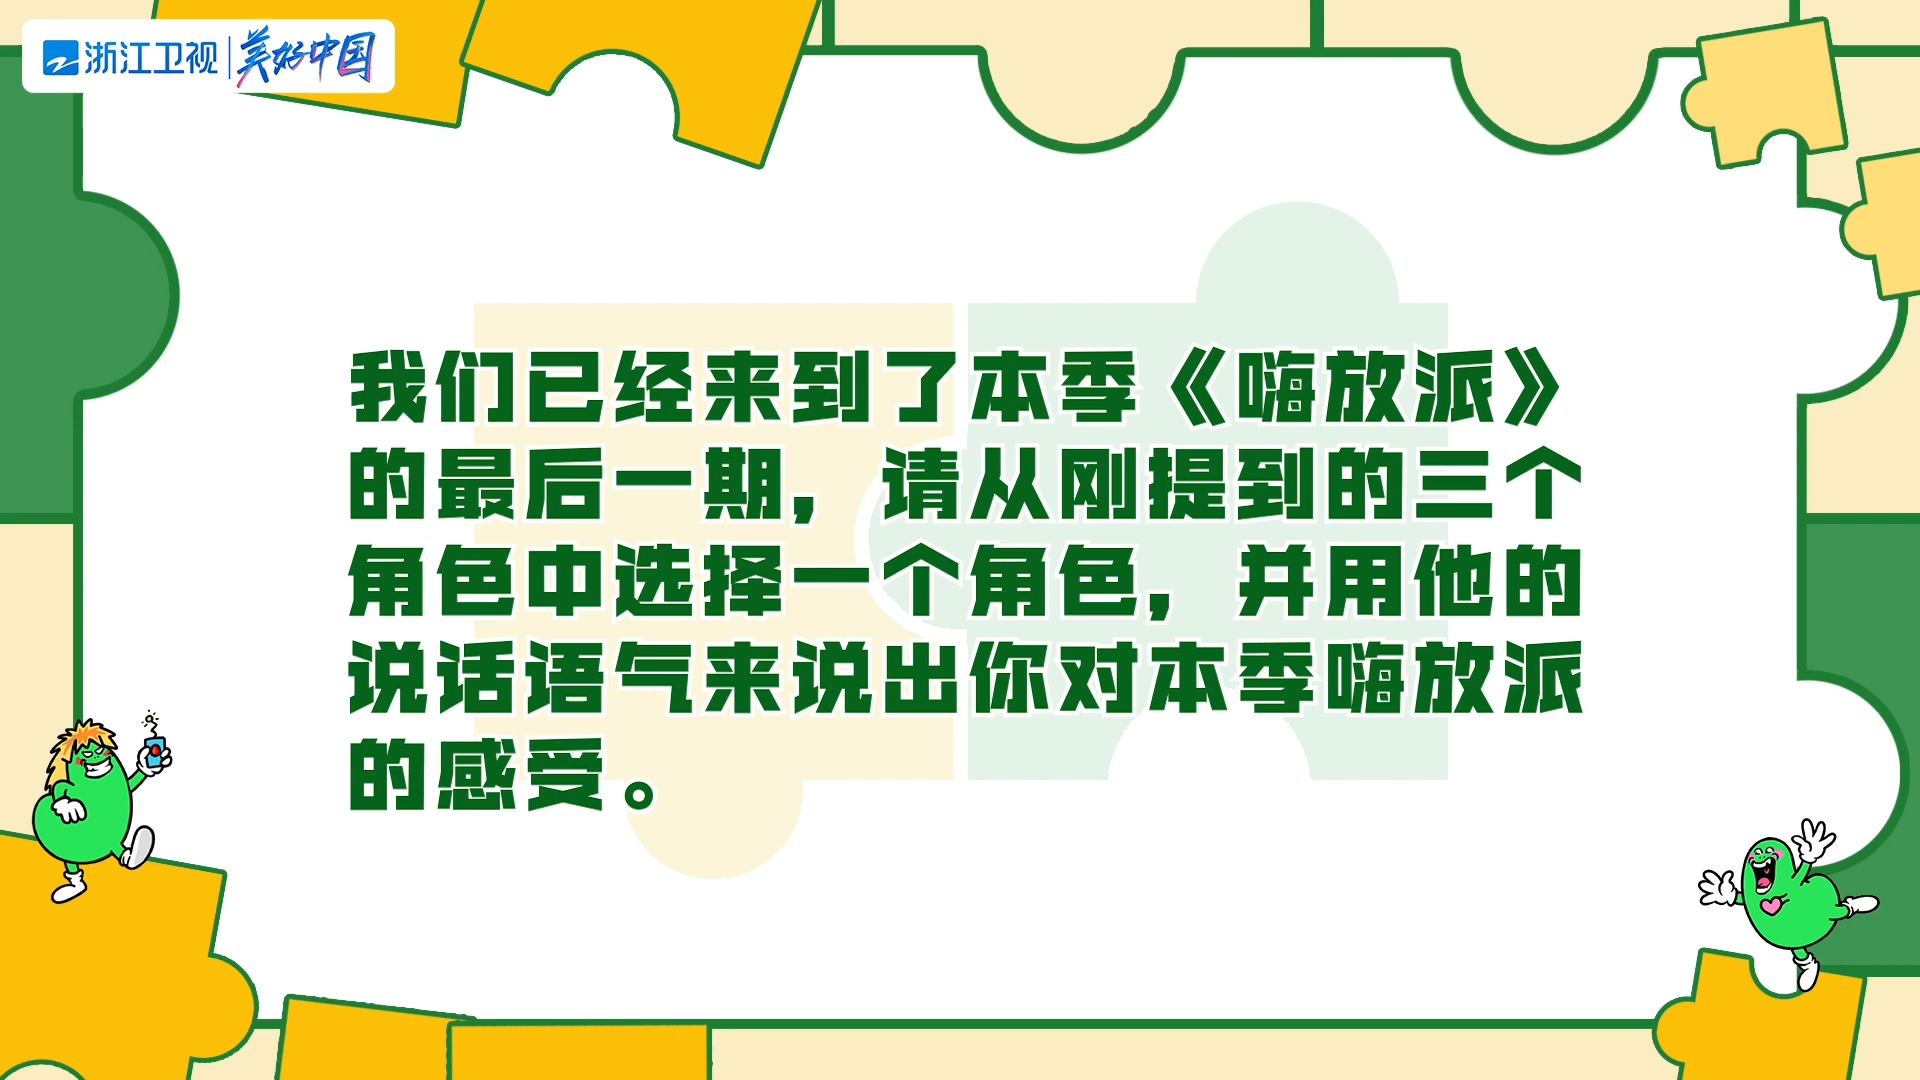 浙江卫视 美好中国
我们已经来到了本季《嗨放派》
的最后一期，请从刚提到的三个
角色中选择一个角色，并用他的
说话语气来说出你对本季嗨放派
的感受。